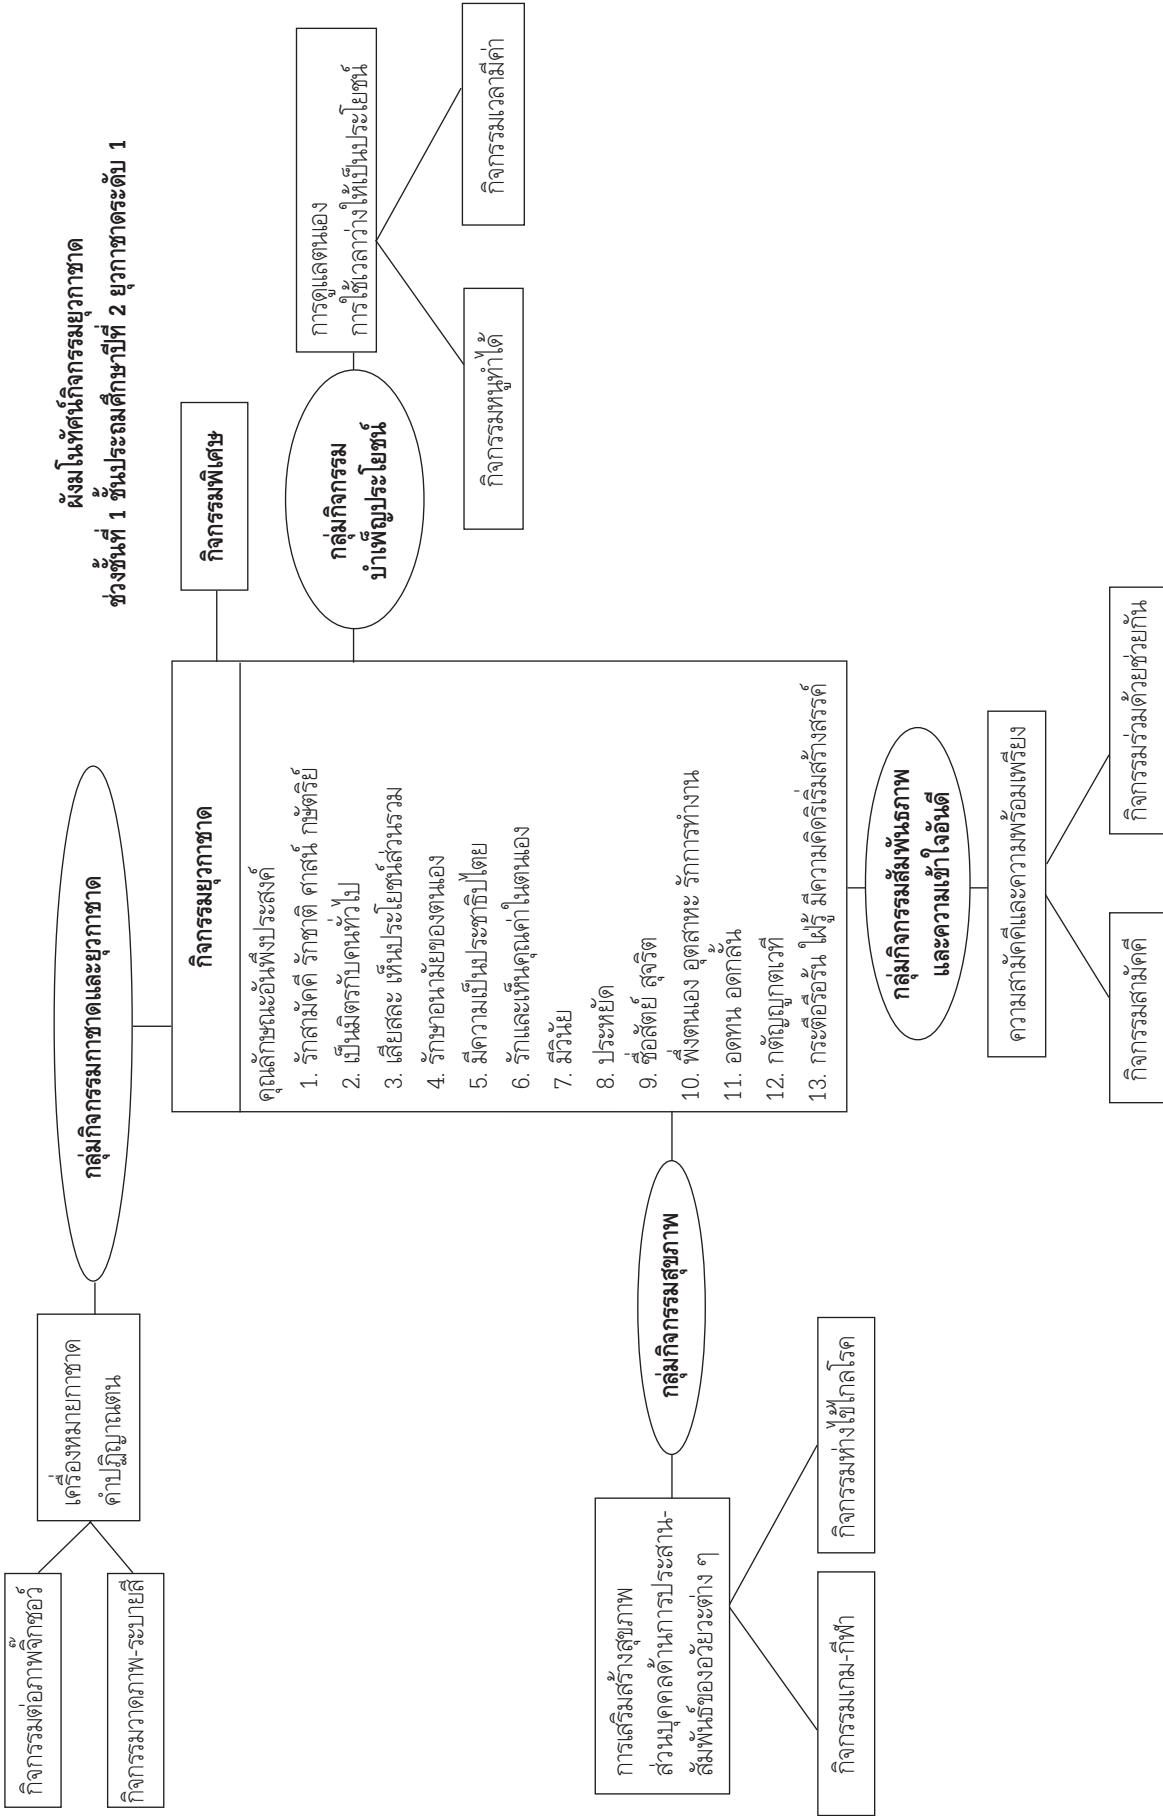 ผังมโนทัศน์กิจกรรมยุวกาชาด
ช่วงชั้นที่ 1 ชั้นประถมศึกษาปีที่ 2 ยุวกาชาดระดับ 1
กลุ่มกิจกรรมกาชาดและยุวกาชาด
เครื่องหมายกาชาด
คำปฏิญาณตน
กิจกรรมต่อภาพจิ๊กซอว์
กิจกรรมวาดภาพ-ระบายสี
กิจกรรมพิเศษ
กิจกรรมยุวกาชาด
คุณลักษณะอันพึงประสงค์
1. รักสามัคคี รักชาติ ศาสน์ กษัตริย์
2. เป็นมิตรกับคนทั่วไป
3. เสียสละ เห็นประโยชน์ส่วนรวม
4. รักษาอนามัยของตนเอง
5. มีความเป็นประชาธิปไตย
6. รักและเห็นคุณค่าในตนเอง
7. มีวินัย
8. ประหยัด
9. ซื่อสัตย์ สุจริต
10. พึ่งตนเอง อุตสาหะ รักการทำงาน
11. อดทน อดกลั้น
12. กตัญญูกตเวที
13. กระตือรือร้น ใฝ่รู้ มีความคิดริเริ่มสร้างสรรค์
กลุ่มกิจกรรม
บำเพ็ญประโยชน์
การดูแลตนเอง
การใช้เวลาว่างให้เป็นประโยชน์
กิจกรรมหนูทำได้
กิจกรรมเวลามีค่า
กลุ่มกิจกรรมสุขภาพ
การเสริมสร้างสุขภาพ
ส่วนบุคคลด้านการประสาน-
สัมพันธ์ของอวัยวะต่าง ๆ
กิจกรรมเกม-กีฬา
กิจกรรมห่างไข้ไกลโรค
กลุ่มกิจกรรมสัมพันธภาพ
และความเข้าใจอันดี
ความสามัคคีและความพร้อมเพรียง
กิจกรรมสามัคคี
กิจกรรมร่วมด้วยช่วยกัน